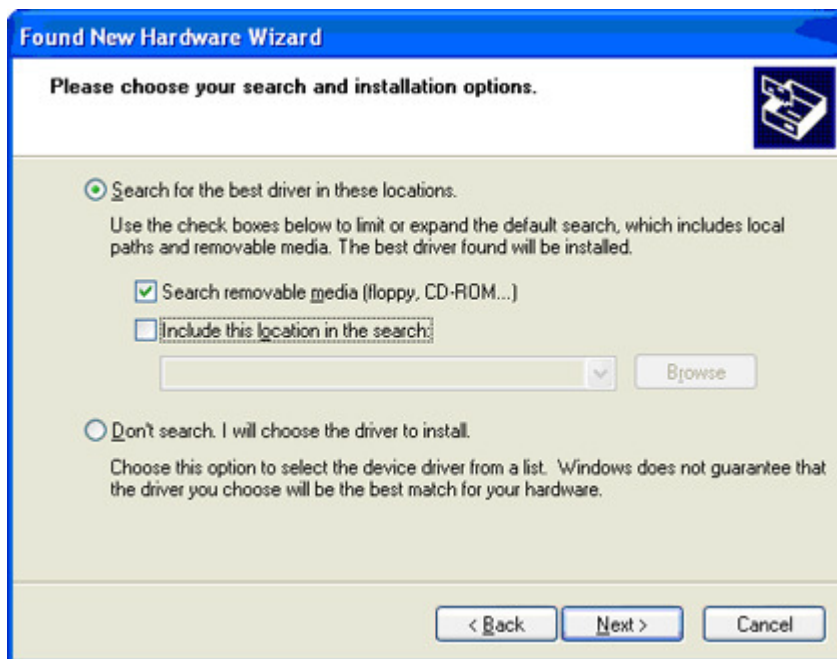 Found New Hardware Wizard
Please choose your search and installation options.
Search for the best driver in these locations.
Use the check boxes below to limit or expand the default search, which includes local
paths and removable media. The best driver found will be installed.
Search removable media (floppy, CD-ROM...)
Include this location in the search:
Browse
Don't search. I will choose the driver to install.
Choose this option to select the device driver from a list. Windows does not guarantee that
the driver you choose will be the best match for your hardware.
< Back Next > Cancel